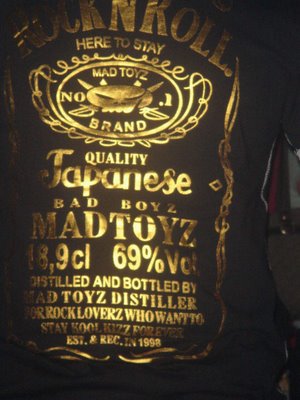 ROCKNROLL
HERE TO STAY
MAD TOYZ
NO .1
BRAND
QUALITY
Japanese
BAD BOYZ
MADTOYZ
18,9cl 69%Vol
DISTILLED AND BOTTLED BY
MAD TOYZ DISTILLER
FOR ROCK LOVERZ WHO WANT TO
STAY KOOL KIZZ FOREVER
EST. & REC. IN 1998